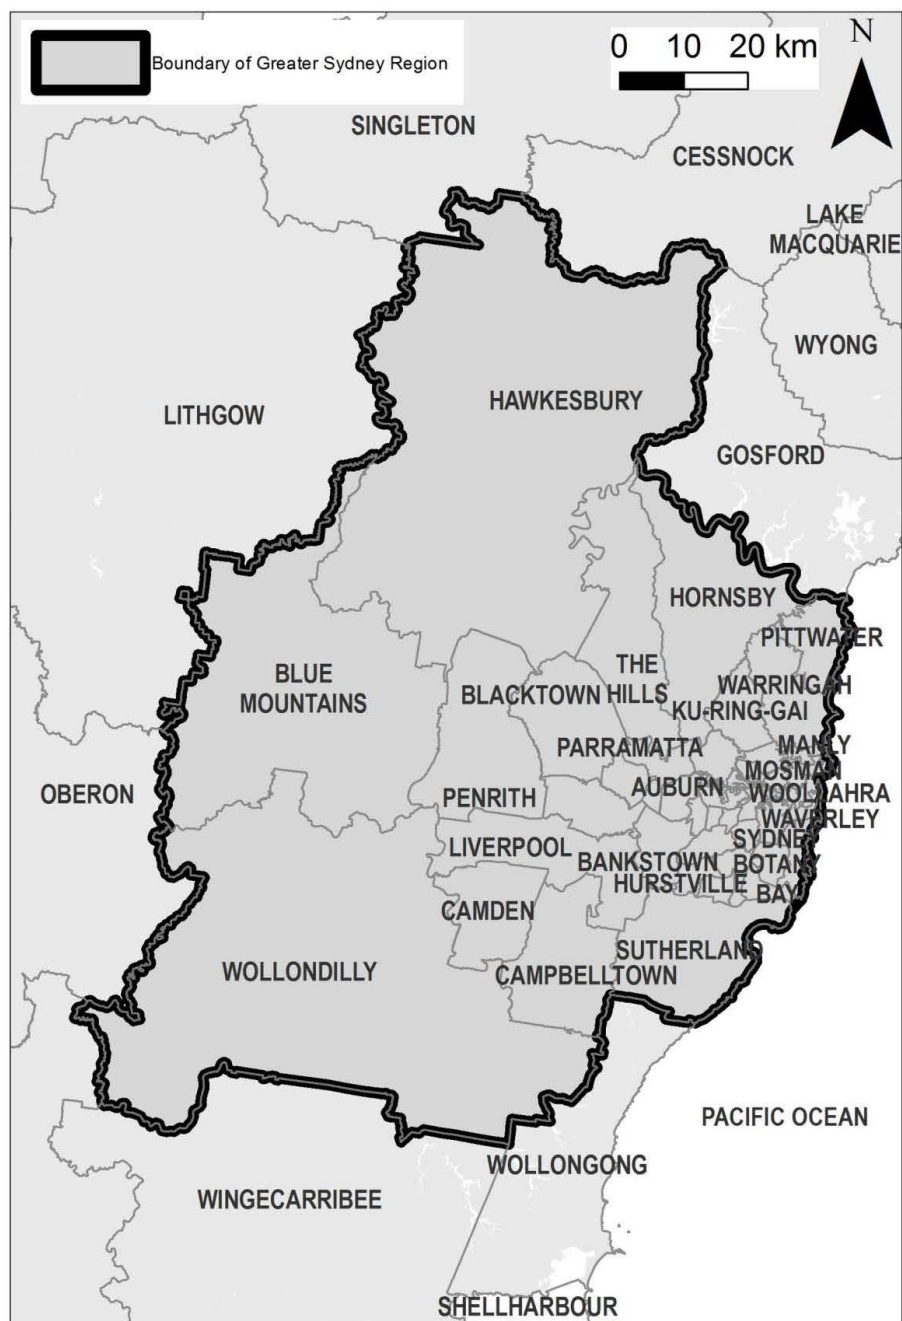 Boundary of Greater Sydney Region
0 10 20 km
N
SINGLETON
CESSNOCK
LAKE
MACQUARIE
WYONG
HAWKESBURY
LITHGOW
GOSFORD
HORNSBY
PITTWATER
THE
HILLS
BLUE
MOUNTAINS
BLACKTOWN
WARRINGAH
KU-RING-GAI
PARRAMATTA
MANLY
MOSMAN
AUBURN
WOOLLAHRA
OBERON
PENRITH
WAVERLEY
SYDNEY
LIVERPOOL
BANKSTOWN
BOTANY
BAY
HURSTVILLE
CAMDEN
SUTHERLAND
WOLLONDILLY
CAMPBELLTOWN
PACIFIC OCEAN
WOLLONGONG
WINGECARRIBEE
SHELLHARBOUR